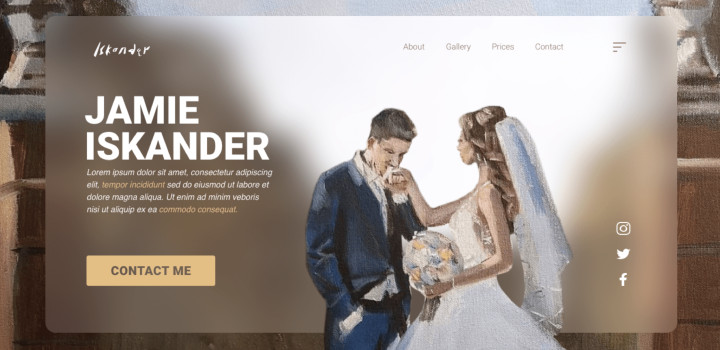 Iskander
About Gallery Prices Contact
JAMIE
ISKANDER
Lorem ipsum dolor sit amet, consectetur adipiscing
elit, tempor incididunt sed do eiusmod ut labore et
dolore magna aliqua. Ut enim ad minim veboris
nisi ut aliquip ex ea commodo consequat.
CONTACT ME